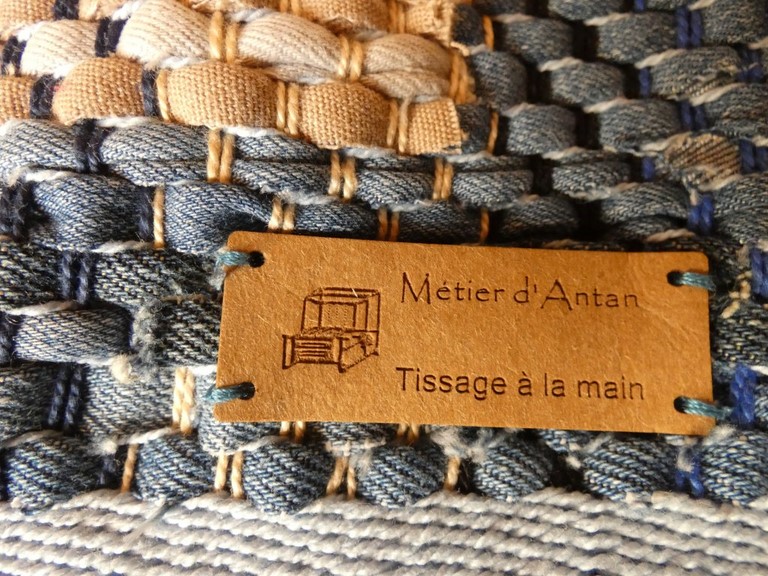 Métier d'Antan
Tissage à la main